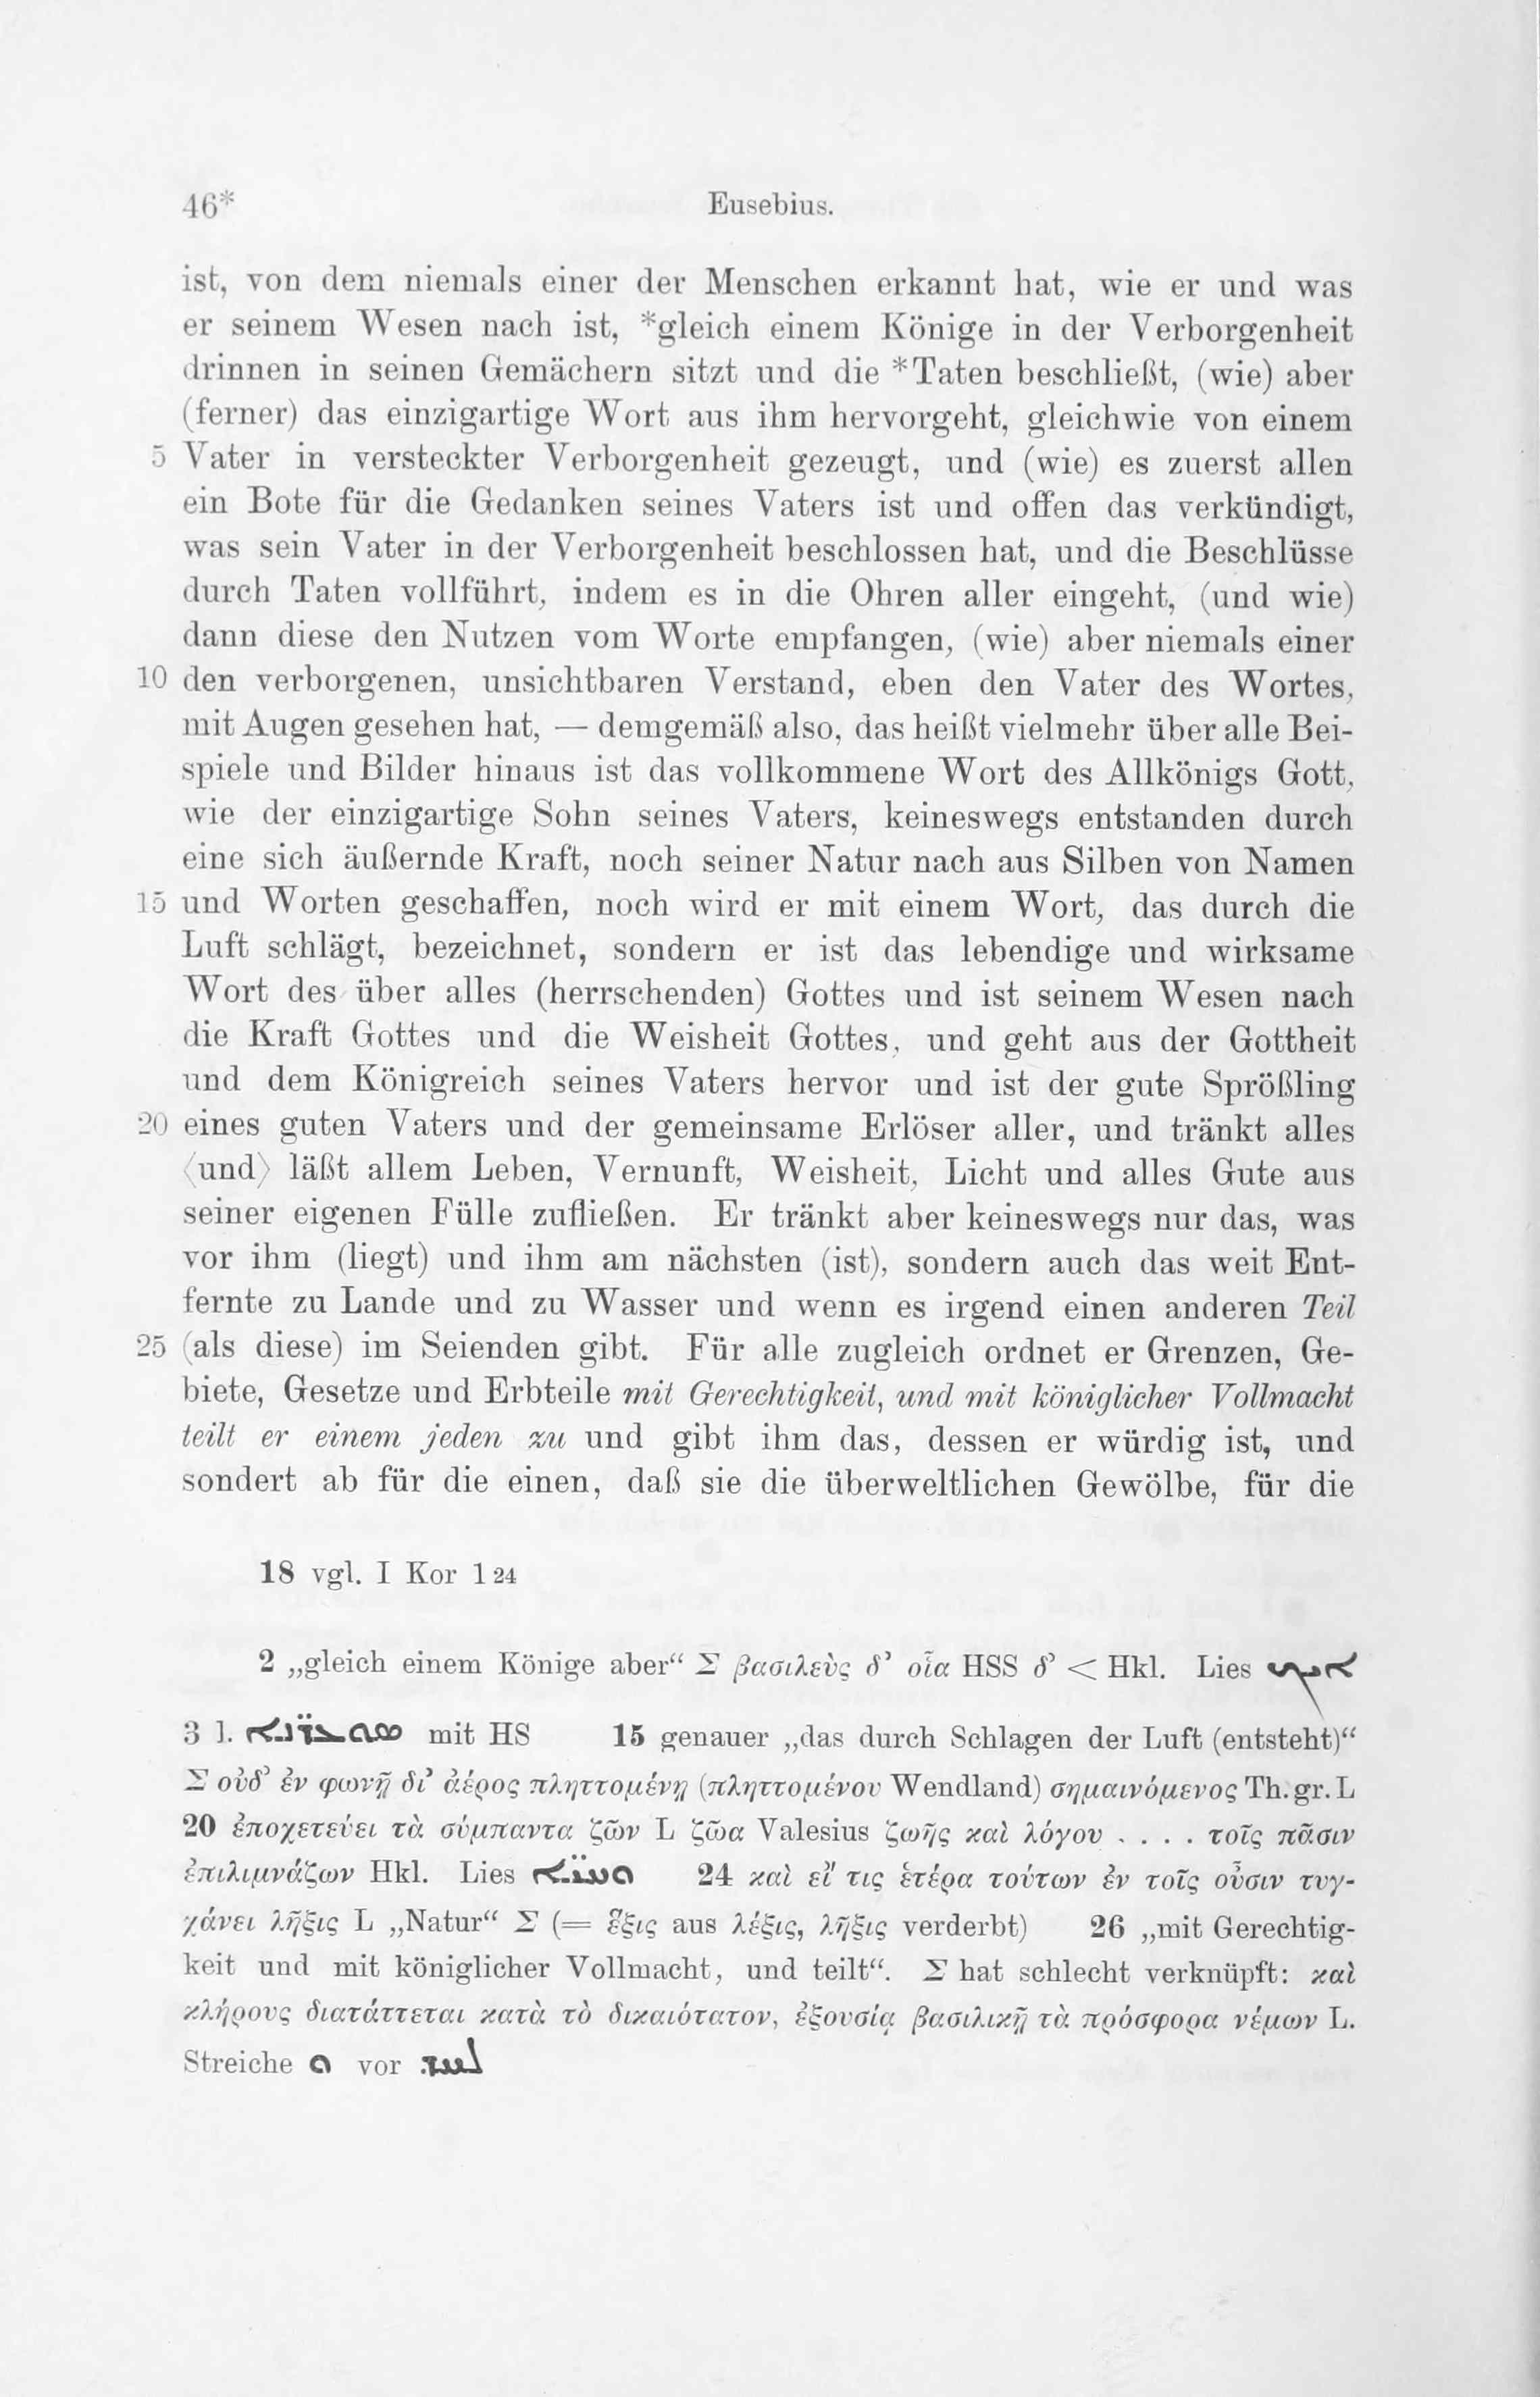 46* Eusebius.
ist, von dem niemals einer der Menschen erkannt hat, wie er und was
er seinem Wesen nach ist, *gleich einem Könige in der Verborgenheit
drinnen in seinen Gemächern sitzt und die *Taten beschließt, (wie) aber
(ferner) das einzigartige Wort aus ihm hervorgeht, gleichwie von einem
5 Vater in versteckter Verborgenheit gezeugt, und (wie) es zuerst allen
ein Bote für die Gedanken seines Vaters ist und offen das verkündigt,
was sein Vater in der Verborgenheit beschlossen hat, und die Beschlüsse
durch Taten vollführt, indem es in die Ohren aller eingeht, (und wie)
dann diese den Nutzen vom Worte empfangen, (wie) aber niemals einer
10 den verborgenen, unsichtbaren Verstand, eben den Vater des Wortes,
mit Augen gesehen hat, — demgemäß also, das heißt vielmehr über alle Bei-
spiele und Bilder hinaus ist das vollkommene Wort des Allkönigs Gott,
wie der einzigartige Sohn seines Vaters, keineswegs entstanden durch
eine sich äußernde Kraft, noch seiner Natur nach aus Silben von Namen
15 und Worten geschaffen, noch wird er mit einem Wort, das durch die
Luft schlägt, bezeichnet, sondern er ist das lebendige und wirksame
Wort des über alles (herrschenden) Gottes und ist seinem Wesen nach
die Kraft Gottes und die Weisheit Gottes, und geht aus der Gottheit
und dem Königreich seines Vaters hervor und ist der gute Sprößling
20 eines guten Vaters und der gemeinsame Erlöser aller, und tränkt alles
⟨und⟩ läßt allem Leben, Vernunft, Weisheit, Licht und alles Gute aus
seiner eigenen Fülle zufließen. Er tränkt aber keineswegs nur das, was
vor ihm (liegt) und ihm am nächsten (ist), sondern auch das weit Ent-
fernte zu Lande und zu Wasser und wenn es irgend einen anderen Teil
25 (als diese) im Seienden gibt. Für alle zugleich ordnet er Grenzen, Ge-
biete, Gesetze und Erbteile mit Gerechtigkeit, und mit königlicher Vollmacht
teilt er einem jeden zu und gibt ihm das, dessen er würdig ist, und
sondert ab für die einen, daß sie die überweltlichen Gewölbe, für die
18 vgl. I Kor 1 24
2 „gleich einem Könige aber“ Σ βασιλεὺς δ’ οἷα HSS δ’ < Hkl. Lies ܐܝܟ
3 l. ܣܘܥܪ̈ܢܐ mit HS 15 genauer „das durch Schlagen der Luft (entsteht)“
Σ οὐδ’ ἐν φωνῇ δι’ ἀέρος πληττομένῃ (πληττομένου Wendland) σημαινόμενος Th. gr. L
20 ἐποχετεύει τὰ σύμπαντα ζῶν L ζῶα Valesius ζωῆς καὶ λόγου . . . . τοῖς πᾶσιν
ἐπιλιμνάζων Hkl. Lies ܘܚܝ̈ܐ 24 καὶ εἴ τις ἑτέρα τούτων ἐν τοῖς οὖσιν τυγ-
χάνει λῆξις L „Natur“ Σ (= ἕξις aus λέξις, λῆξις verderbt) 26 „mit Gerechtig-
keit und mit königlicher Vollmacht, und teilt“. Σ hat schlecht verknüpft: καὶ
κλήρους διατάττεται κατὰ τὸ δικαιότατον, ἐξουσίᾳ βασιλικῇ τὰ πρόσφορα νέμων L.
Streiche ܘ vor